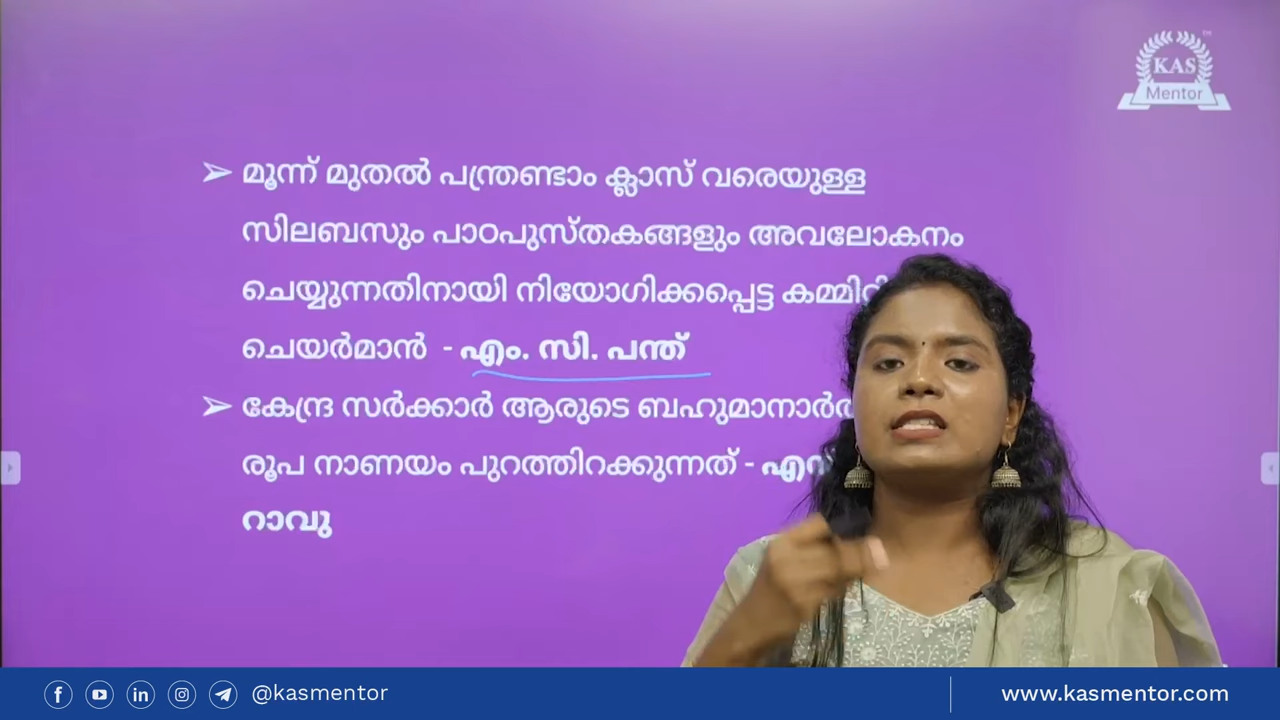 KAS
Mentor
TM
➢ മൂന്ന് മുതൽ പന്ത്രണ്ടാം ക്ലാസ് വരെയുള്ള
സിലബസും പാഠപുസ്തകങ്ങളും അവലോകനം
ചെയ്യുന്നതിനായി നിയോഗിക്കപ്പെട്ട
ചെയർമാൻ - എം. സി. പന്ത്
➢ കേന്ദ്ര സർക്കാർ ആരുടെ
രൂപ നാണയം പുറത്തിറക്കുന്നത് -
റാവു
@kasmentor
www.kasmentor.com